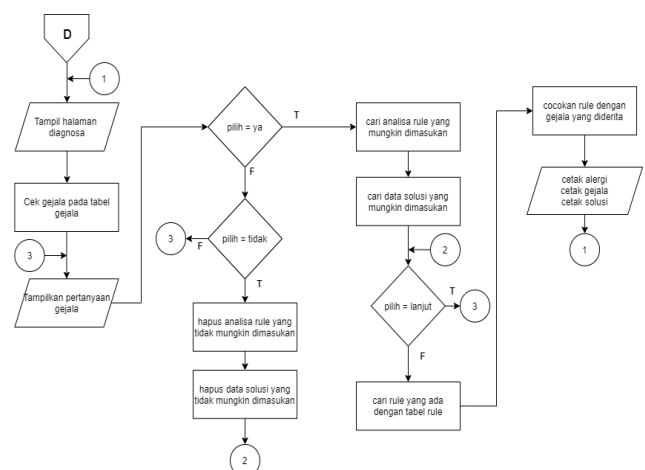 D
1
Tampil halaman
diagnosa
Cek gejala pada tabel
gejala
3
Tampilkan pertanyaan
gejala
pilih = ya
T
F
pilih = tidak
3
F
T
hapus analisa rule yang
tidak mungkin dimasukan
hapus data solusi yang
tidak mungkin dimasukan
2
cari analisa rule yang
mungkin dimasukan
cari data solusi yang
mungkin dimasukan
2
pilih = lanjut
T
3
F
cari rule yang ada
dengan tabel rule
cocokan rule dengan
gejala yang diderita
cetak alergi
cetak gejala
cetak solusi
1